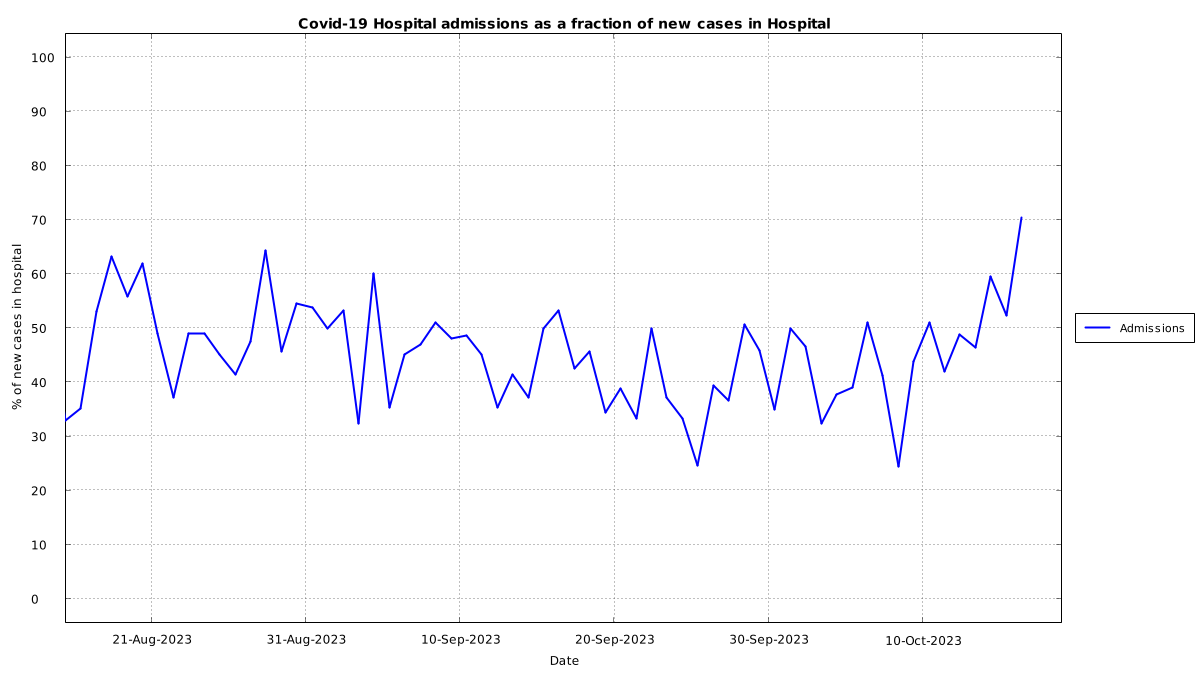 Covid-19 Hospital admissions as a fraction of new cases in Hospital
100
90
80
70
60
50
40
30
20
10
0
% of new cases in hospital
Admissions
21-Aug-2023
31-Aug-2023
10-Sep-2023
20-Sep-2023
30-Sep-2023
10-Oct-2023
Date